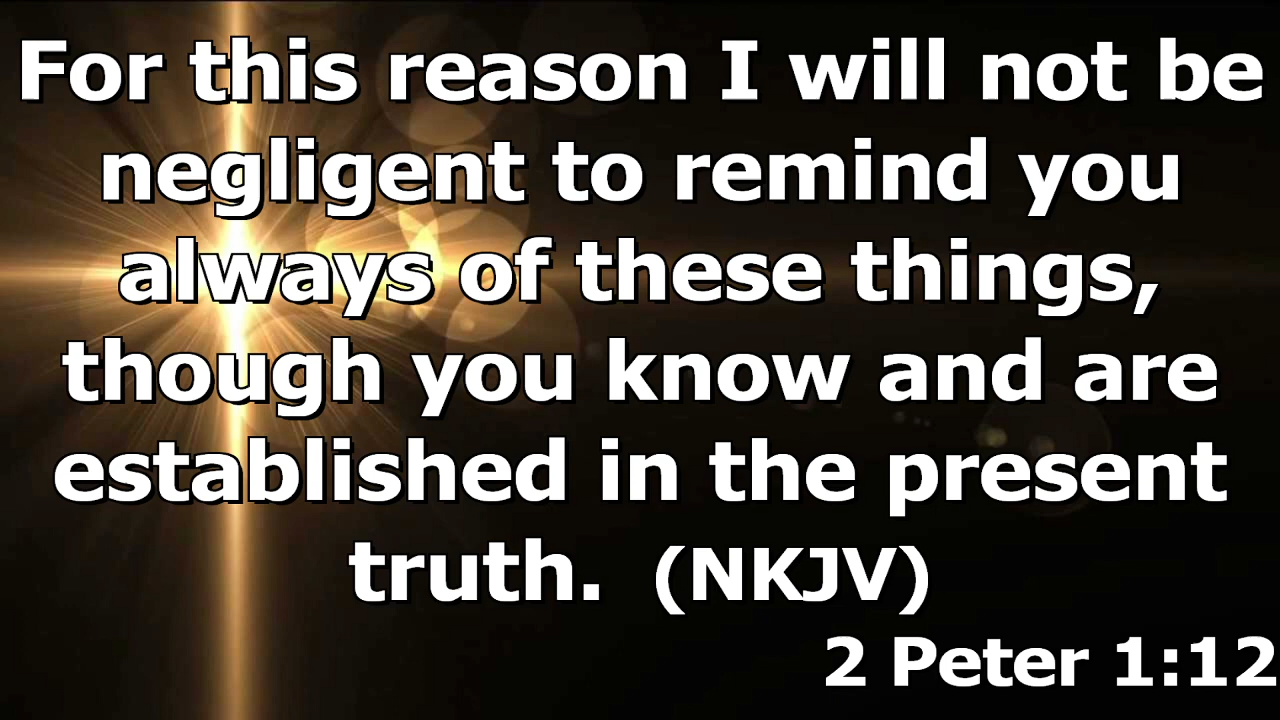 For this reason I will not be
negligent to remind you
always of these things,
though you know and are
established in the present
truth.  (NKJV)
2 Peter 1:12